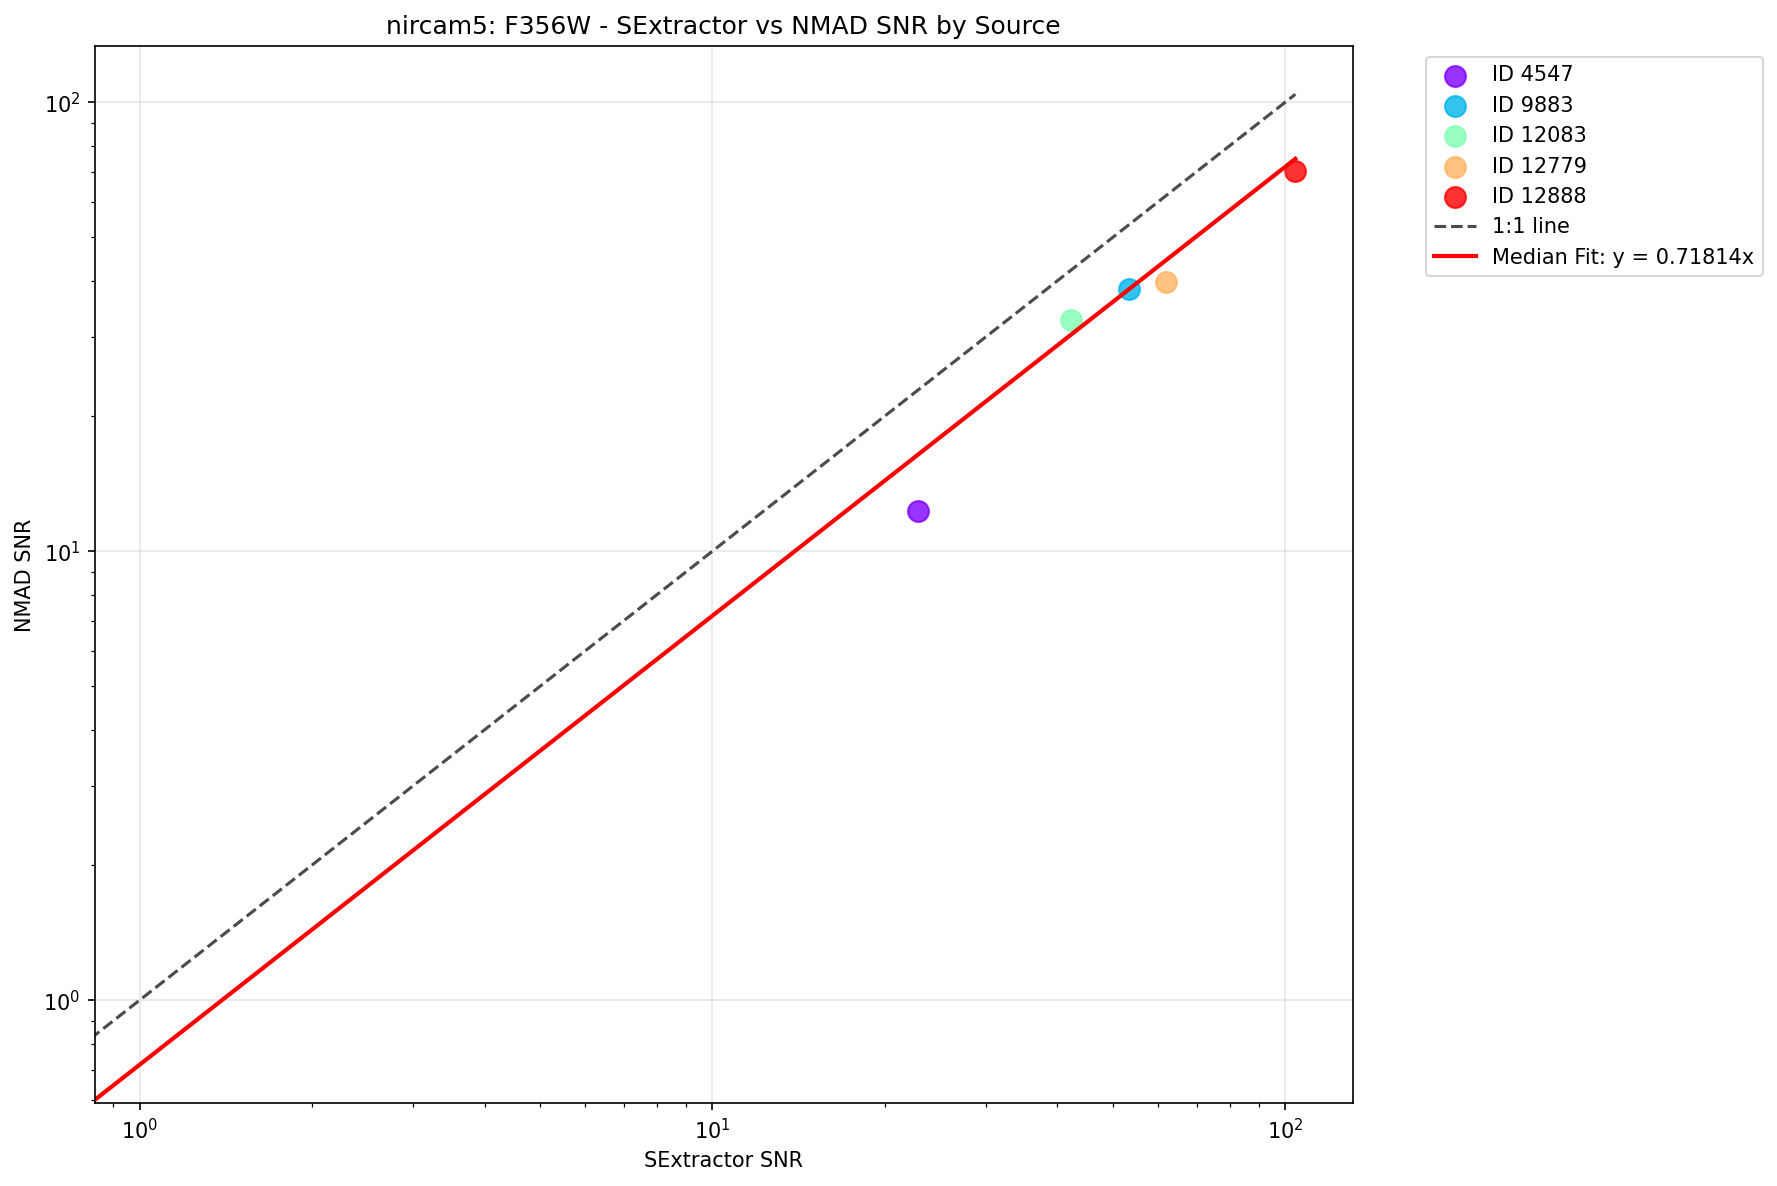 nircam5: F356W - SExtractor vs NMAD SNR by Source
NMAD SNR
10²
10¹
10⁰
10⁰
10¹
10²
SExtractor SNR
ID 4547
ID 9883
ID 12083
ID 12779
ID 12888
1:1 line
Median Fit: y = 0.71814x